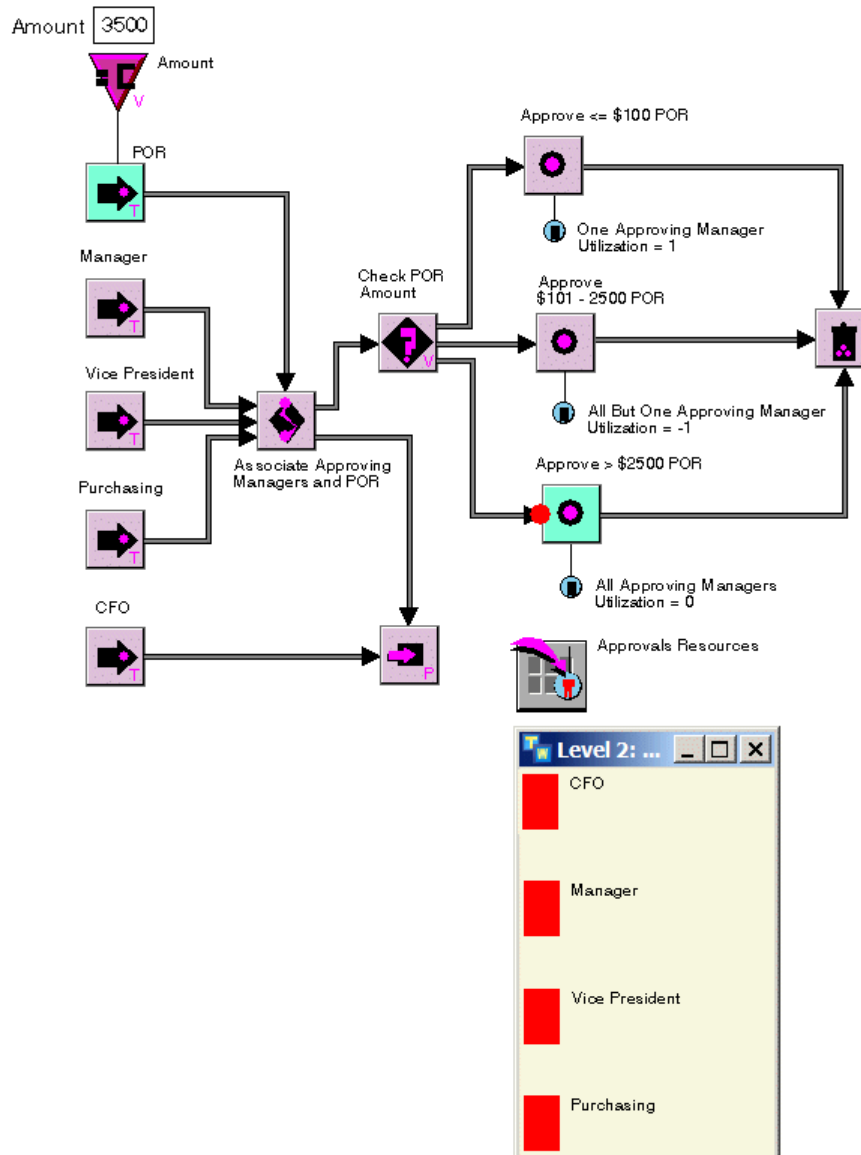 Amount 3500
Amount
V
POR
T
Manager
T
Vice President
T
Purchasing
T
CFO
T
Associate Approving
Managers and POR
Check POR
Amount
V
P
Approve <= $100 POR
One Approving Manager
Utilization = 1
Approve
$101 - 2500 POR
All But One Approving Manager
Utilization = -1
Approve > $2500 POR
All Approving Managers
Utilization = 0
Approvals Resources
Level 2: ...
CFO
Manager
Vice President
Purchasing